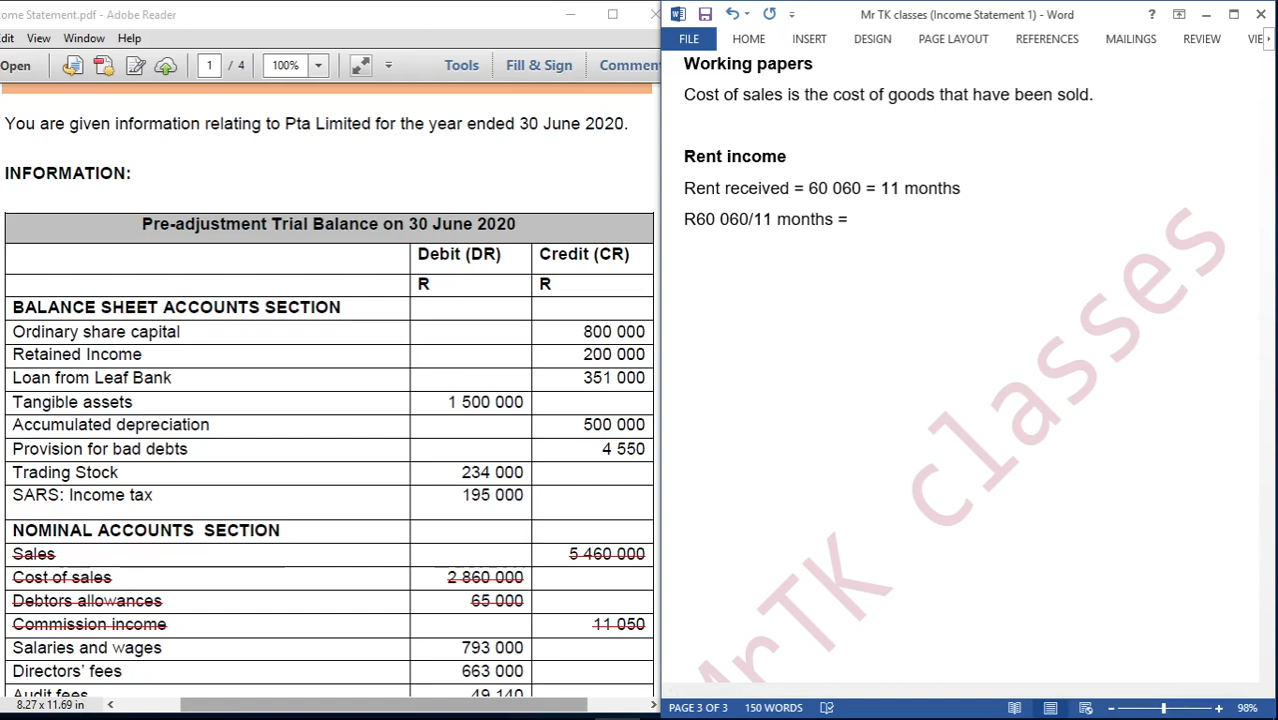 ome Statement.pdf - Adobe Reader
Mr TK classes (Income Statement 1) - Word
dit View Window Help
FILE HOME INSERT DESIGN PAGE LAYOUT REFERENCES MAILINGS REVIEW VIE
Open 1 / 4 100% Tools Fill & Sign Comment
You are given information relating to Pta Limited for the year ended 30 June 2020.
INFORMATION:
Pre-adjustment Trial Balance on 30 June 2020
Debit (DR) Credit (CR)
R R
BALANCE SHEET ACCOUNTS SECTION
Ordinary share capital 800 000
Retained Income 200 000
Loan from Leaf Bank 351 000
Tangible assets 1 500 000
Accumulated depreciation 500 000
Provision for bad debts 4 550
Trading Stock 234 000
SARS: Income tax 195 000
NOMINAL ACCOUNTS SECTION
Sales 5 460 000
Cost of sales 2 860 000
Debtors allowances 65 000
Commission income 11 050
Salaries and wages 793 000
Directors' fees 663 000
Audit fees 49 140
8.27 x 11.69 in
Working papers
Cost of sales is the cost of goods that have been sold.
Rent income
Rent received = 60 060 = 11 months
R60 060/11 months =
MrTK classes
PAGE 3 OF 3 150 WORDS 98%